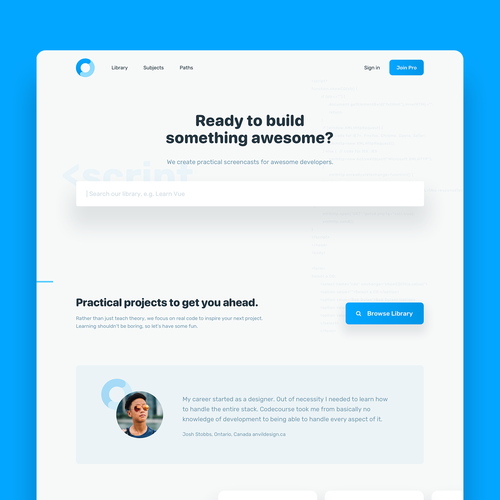 Library Subjects Paths Sign in Join Pro
Ready to build
something awesome?
We create practical screencasts for awesome developers.
<script
Search our library, e.g. Learn Vue
Practical projects to get you ahead.
Rather than just teach theory, we focus on real code to inspire your next project.
Learning shouldn't be boring, so let's have some fun.
Browse Library
My career started as a designer. Out of necessity I needed to learn how
to handle the entire stack. Codecourse took me from basically no
knowledge of development to being able to handle every aspect of it.
Josh Stobbs, Ontario, Canada anvildesign.ca